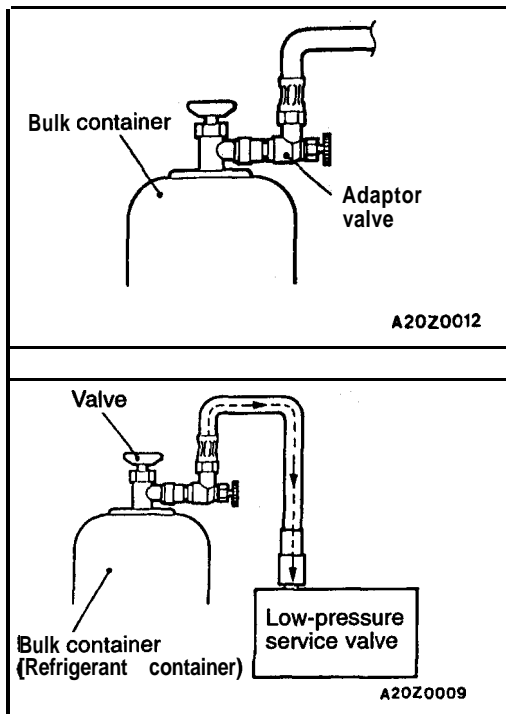 Bulk container
Adaptor
valve
A20Z0012
Valve
Bulk container
(Refrigerant container)
Low-pressure
service valve
A20Z0009